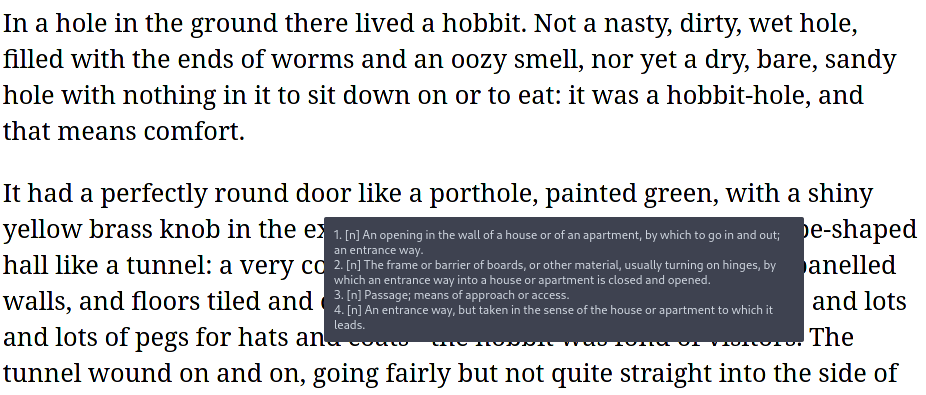 In a hole in the ground there lived a hobbit. Not a nasty, dirty, wet hole,
filled with the ends of worms and an oozy smell, nor yet a dry, bare, sandy
hole with nothing in it to sit down on or to eat: it was a hobbit-hole, and
that means comfort.
It had a perfectly round door like a porthole, painted green, with a shiny
yellow brass knob in the
be-shaped
hall like a tunnel: a very
panelled
walls, and floors tiled and
and lots
and lots of pegs for hats and coats - the hobbit was fond of visitors. The
tunnel wound on and on, going fairly but not quite straight into the side of
1. [n] An opening in the wall of a house or of an apartment, by which to go in and out;
an entrance way.
2. [n] The frame or barrier of boards, or other material, usually turning on hinges, by
which an entrance way into a house or apartment is closed and opened.
3. [n] Passage; means of approach or access.
4. [n] An entrance way, but taken in the sense of the house or apartment to which it
leads.